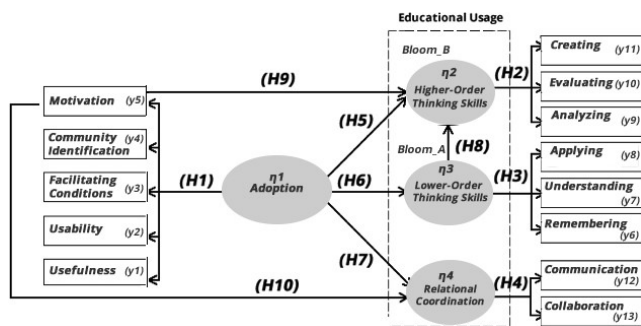 Educational Usage
Bloom_B
η2
Higher-Order
Thinking Skills
(H9)
(H5)
(H2)
Creating (y11)
Evaluating (y10)
Analyzing (y9)
Motivation (y5)
Community (y4)
Identification
Facilitating
Conditions (y3)
Usability (y2)
Usefulness (y1)
(H1)
η1
Adoption
(H6)
Bloom_A
(H8)
η3
Lower-Order
Thinking Skills
(H3)
Applying (y8)
Understanding
(y7)
Remembering
(y6)
(H7)
(H10)
η4
Relational
Coordination
(H4)
Communication
(y12)
Collaboration
(y13)